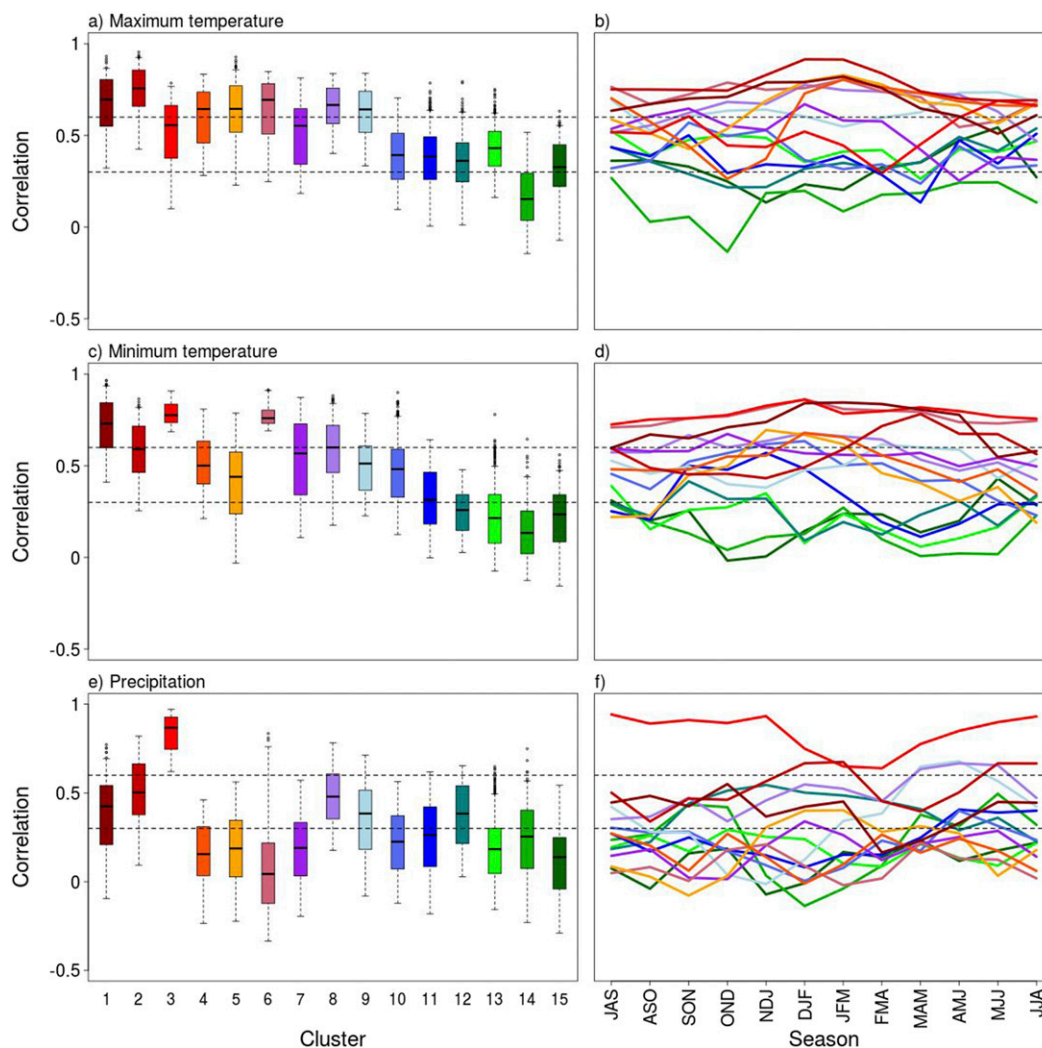 a) Maximum temperature
b)
1
0.5
0
-0.5
Correlation
c) Minimum temperature
d)
1
0.5
0
-0.5
Correlation
e) Precipitation
f)
1
0.5
0
-0.5
Correlation
1 2 3 4 5 6 7 8 9 10 11 12 13 14 15
Cluster
JAS ASO SON OND NDJ DJF JFM FMA MAM AMJ MJJ JJA
Season